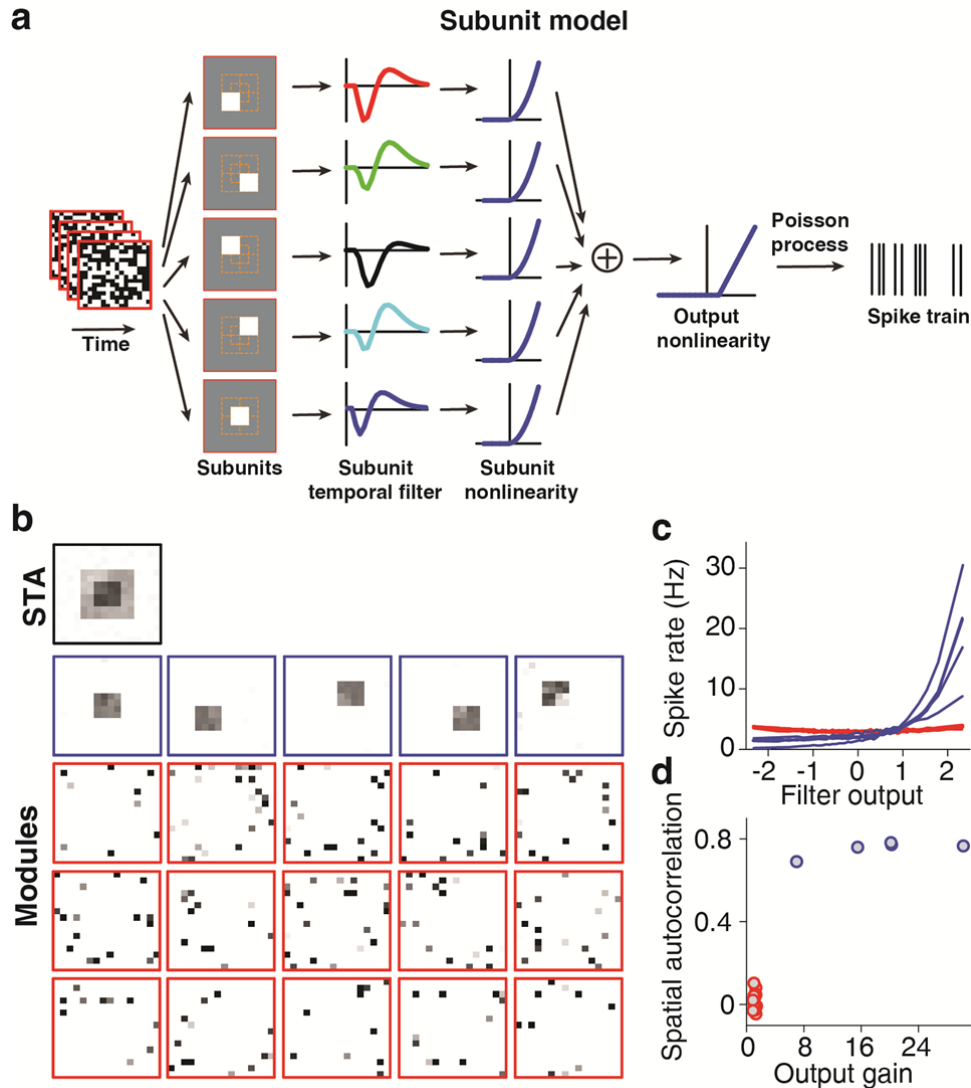 a
Subunit model
Time
Subunits
Subunit
temporal filter
Subunit
nonlinearity
Output
nonlinearity
Poisson
process
Spike train
b
STA
Modules
c
Spike rate (Hz)
30
20
10
0
-2 -1 0 1 2
Filter output
d
Spatial autocorrelation
0.8
0.4
0
0 8 16 24
Output gain